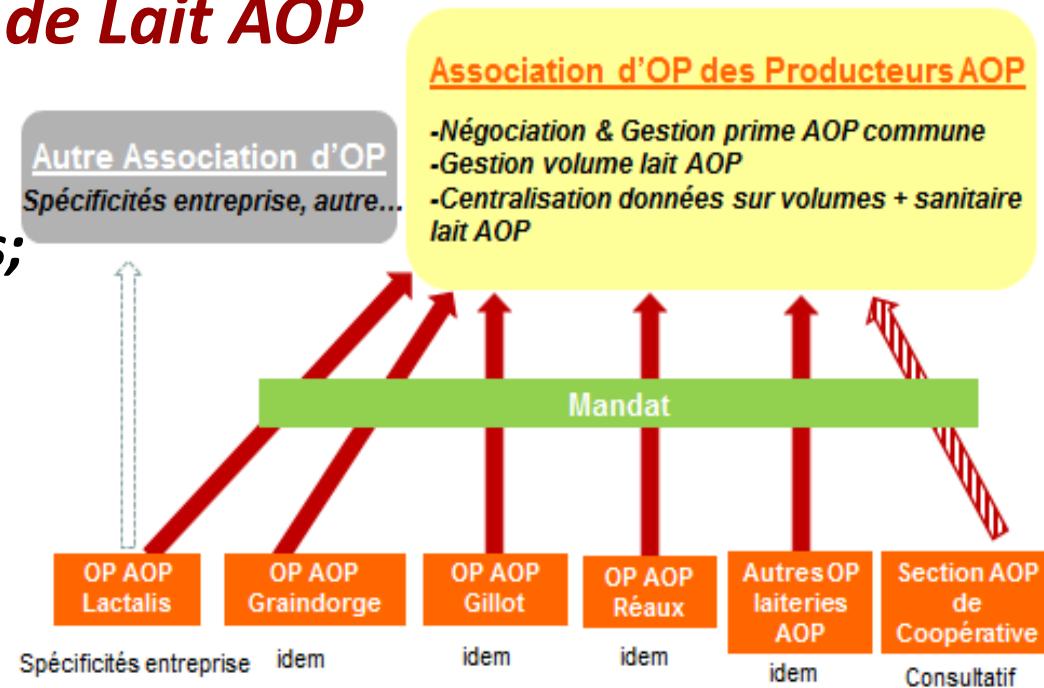 de Lait AOP
Association d'OP des Producteurs AOP
-Négociation & Gestion prime AOP commune
-Gestion volume lait AOP
-Centralisation données sur volumes + sanitaire
lait AOP
Autre Association d'OP
Spécificités entreprise, autre...
s;
Mandat
OP AOP
Lactalis
OP AOP
Graindorge
OP AOP
Gillot
OP AOP
Réaux
Autres OP
laiteries
AOP
Section AOP
de
Coopérative
Spécificités entreprise
idem
idem
idem
idem
Consultatif